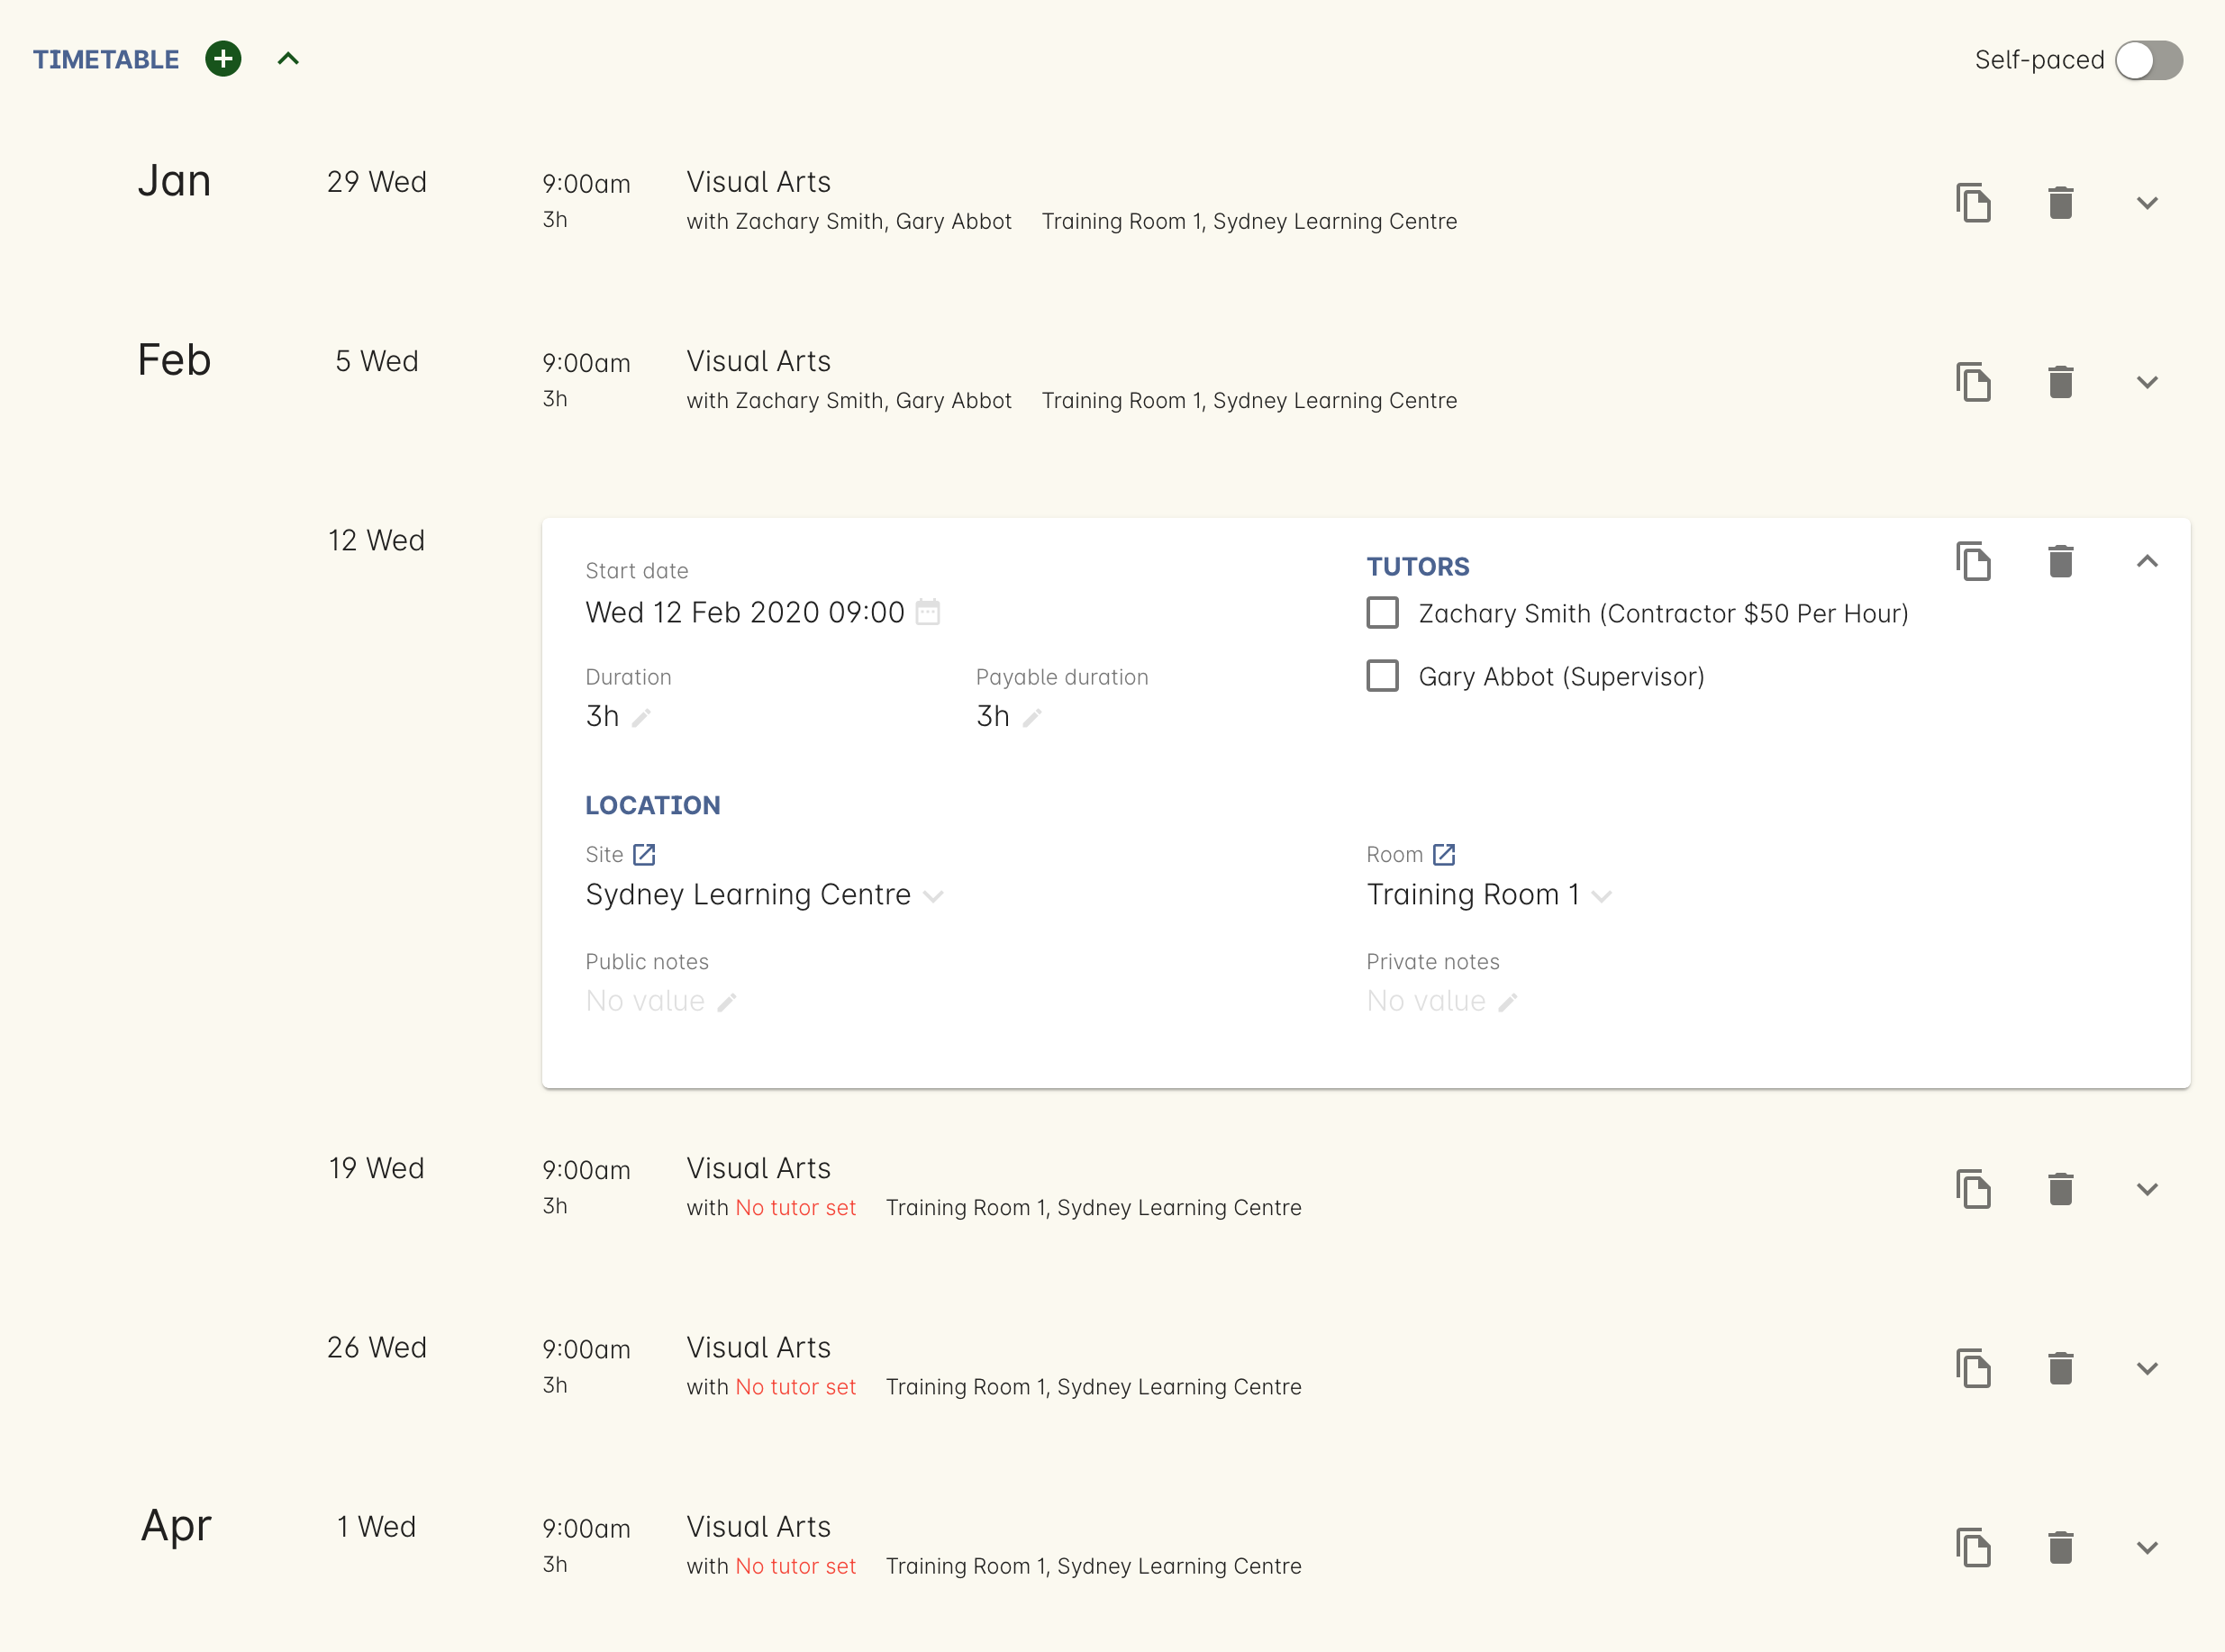 TIMETABLE
Self-paced
Jan
29 Wed
9:00am
Visual Arts
3h
with Zachary Smith, Gary Abbot Training Room 1, Sydney Learning Centre
Feb
5 Wed
9:00am
Visual Arts
3h
with Zachary Smith, Gary Abbot Training Room 1, Sydney Learning Centre
12 Wed
Start date
Wed 12 Feb 2020 09:00
Duration
3h
Payable duration
3h
TUTORS
Zachary Smith (Contractor $50 Per Hour)
Gary Abbot (Supervisor)
LOCATION
Site
Sydney Learning Centre
Room
Training Room 1
Public notes
No value
Private notes
No value
19 Wed
9:00am
Visual Arts
3h
with No tutor set Training Room 1, Sydney Learning Centre
26 Wed
9:00am
Visual Arts
3h
with No tutor set Training Room 1, Sydney Learning Centre
Apr
1 Wed
9:00am
Visual Arts
3h
with No tutor set Training Room 1, Sydney Learning Centre